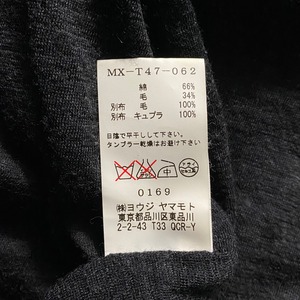 MX-T47-062
綿 66%
毛 34%
別布 毛 100%
別布 キュプラ 100%
日陰で平干しして下さい。
タンブラー乾燥はお避け下さい
中
0169
㈱ヨウジ ヤマモト
東京都品川区東品川
2-2-43 T33 QCR-Y